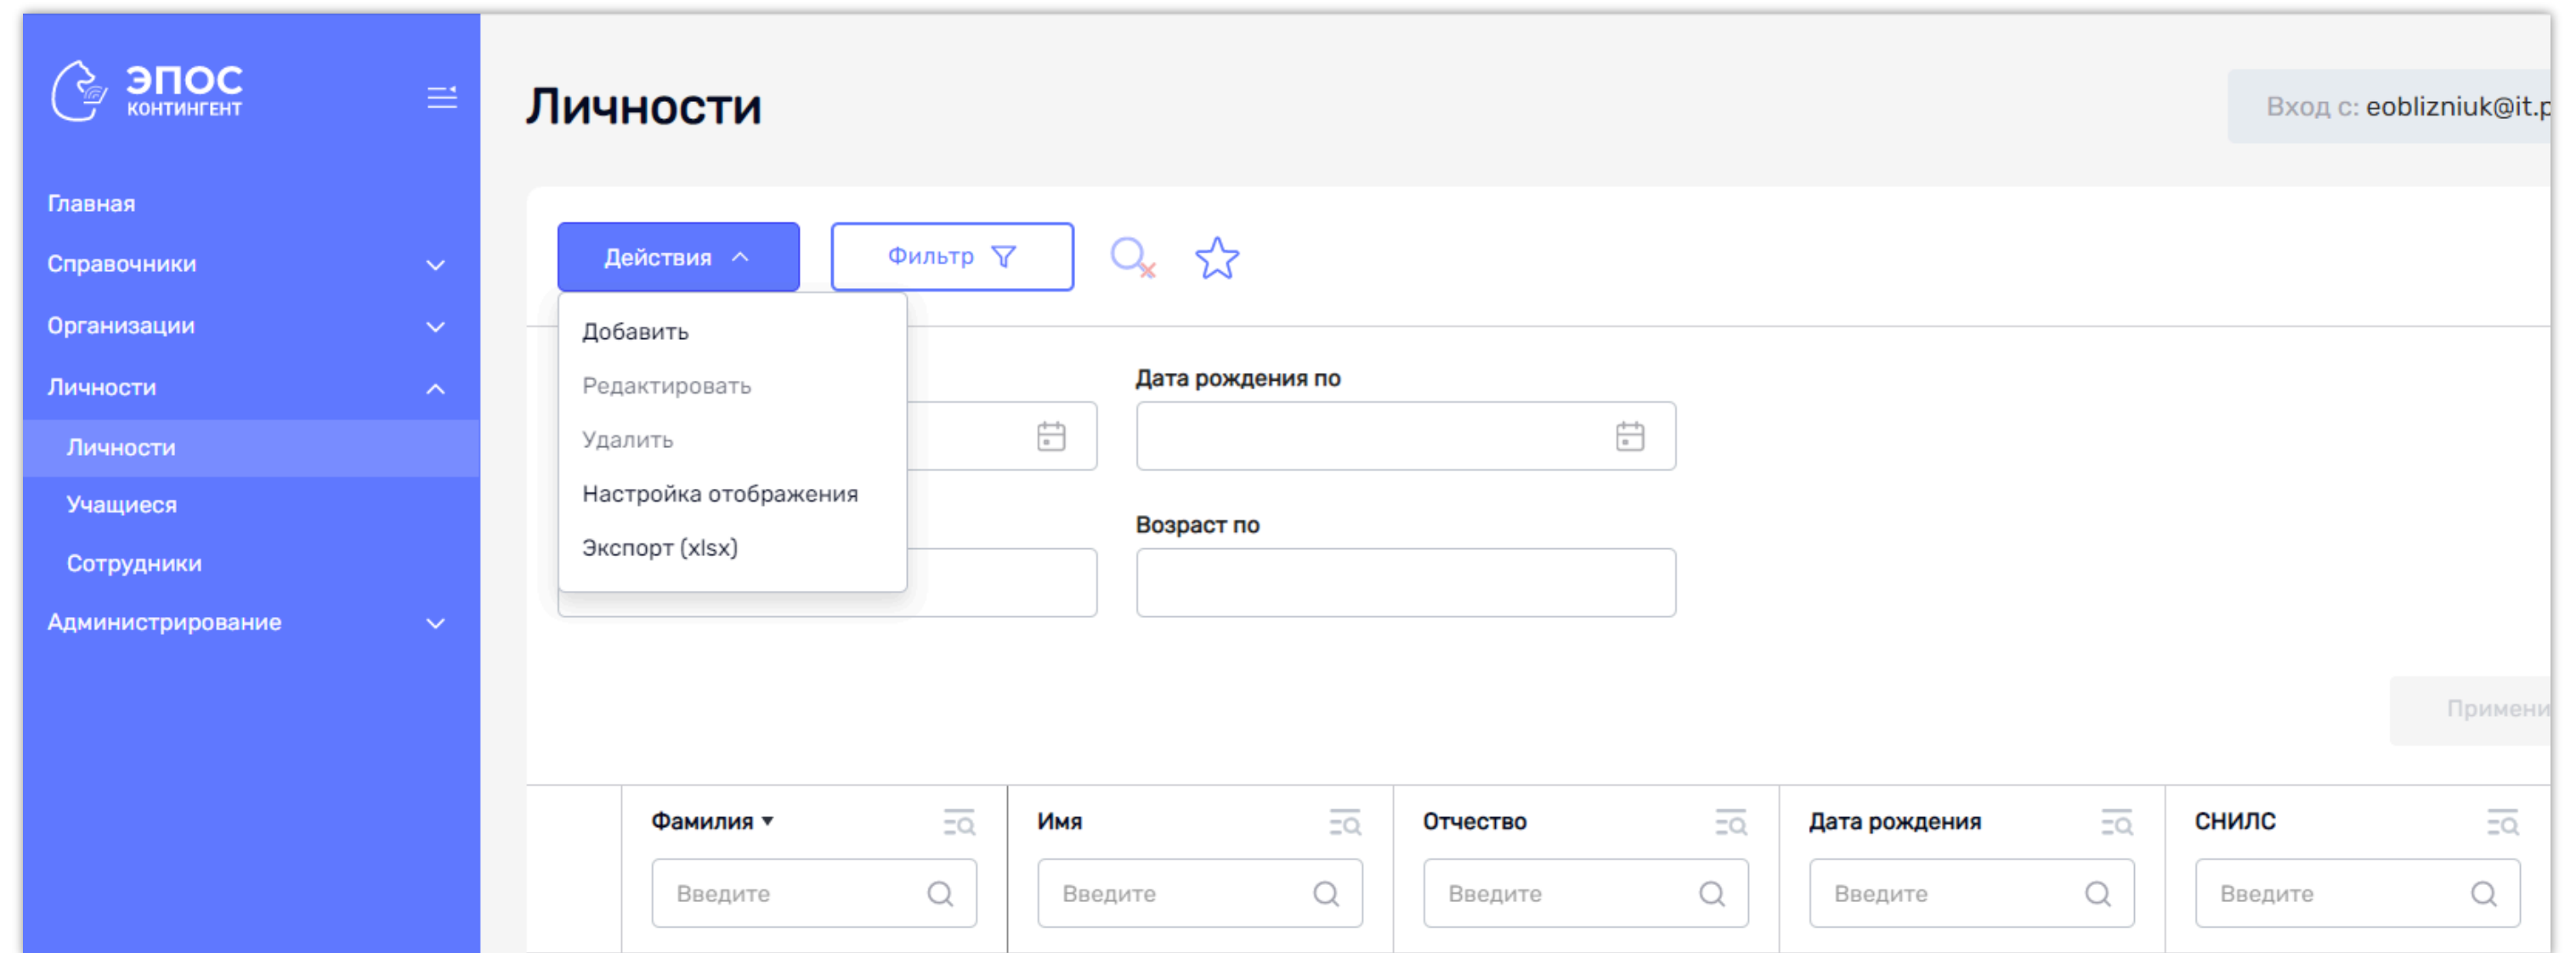 ЭПОС
КОНТИНГЕНТ
Главная
Справочники
Организации
Личности
Личности
Учащиеся
Сотрудники
Администрирование
Личности
Вход с: eoblizniuk@it.p
Действия
Фильтр
Добавить
Редактировать
Удалить
Настройка отображения
Экспорт (xlsx)
Дата рождения по
Возраст по
Примени
Фамилия Имя Отчество Дата рождения СНИЛС
Введите Введите Введите Введите Введите